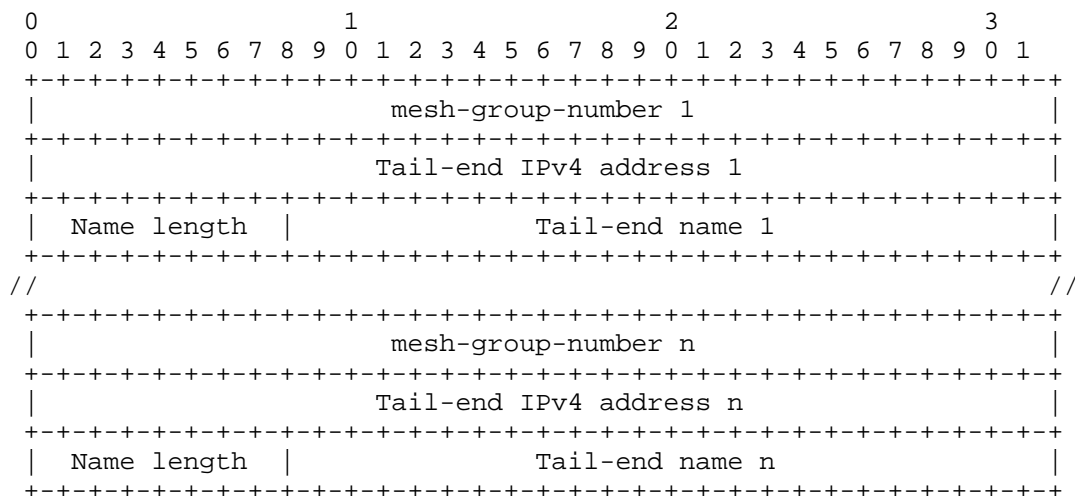 0                   1                   2                   3
 0 1 2 3 4 5 6 7 8 9 0 1 2 3 4 5 6 7 8 9 0 1 2 3 4 5 6 7 8 9 0 1
 +-+-+-+-+-+-+-+-+-+-+-+-+-+-+-+-+-+-+-+-+-+-+-+-+-+-+-+-+-+-+-+-+
 |                      mesh-group-number 1                      |
 +-+-+-+-+-+-+-+-+-+-+-+-+-+-+-+-+-+-+-+-+-+-+-+-+-+-+-+-+-+-+-+-+
 |                     Tail-end IPv4 address 1                   |
 +-+-+-+-+-+-+-+-+-+-+-+-+-+-+-+-+-+-+-+-+-+-+-+-+-+-+-+-+-+-+-+-+
 |  Name length  |               Tail-end name 1                 |
 +-+-+-+-+-+-+-+-+-+-+-+-+-+-+-+-+-+-+-+-+-+-+-+-+-+-+-+-+-+-+-+-+
//                                                               //
 +-+-+-+-+-+-+-+-+-+-+-+-+-+-+-+-+-+-+-+-+-+-+-+-+-+-+-+-+-+-+-+-+
 |                      mesh-group-number n                      |
 +-+-+-+-+-+-+-+-+-+-+-+-+-+-+-+-+-+-+-+-+-+-+-+-+-+-+-+-+-+-+-+-+
 |                     Tail-end IPv4 address n                   |
 +-+-+-+-+-+-+-+-+-+-+-+-+-+-+-+-+-+-+-+-+-+-+-+-+-+-+-+-+-+-+-+-+
 |  Name length  |               Tail-end name n                 |
 +-+-+-+-+-+-+-+-+-+-+-+-+-+-+-+-+-+-+-+-+-+-+-+-+-+-+-+-+-+-+-+-+